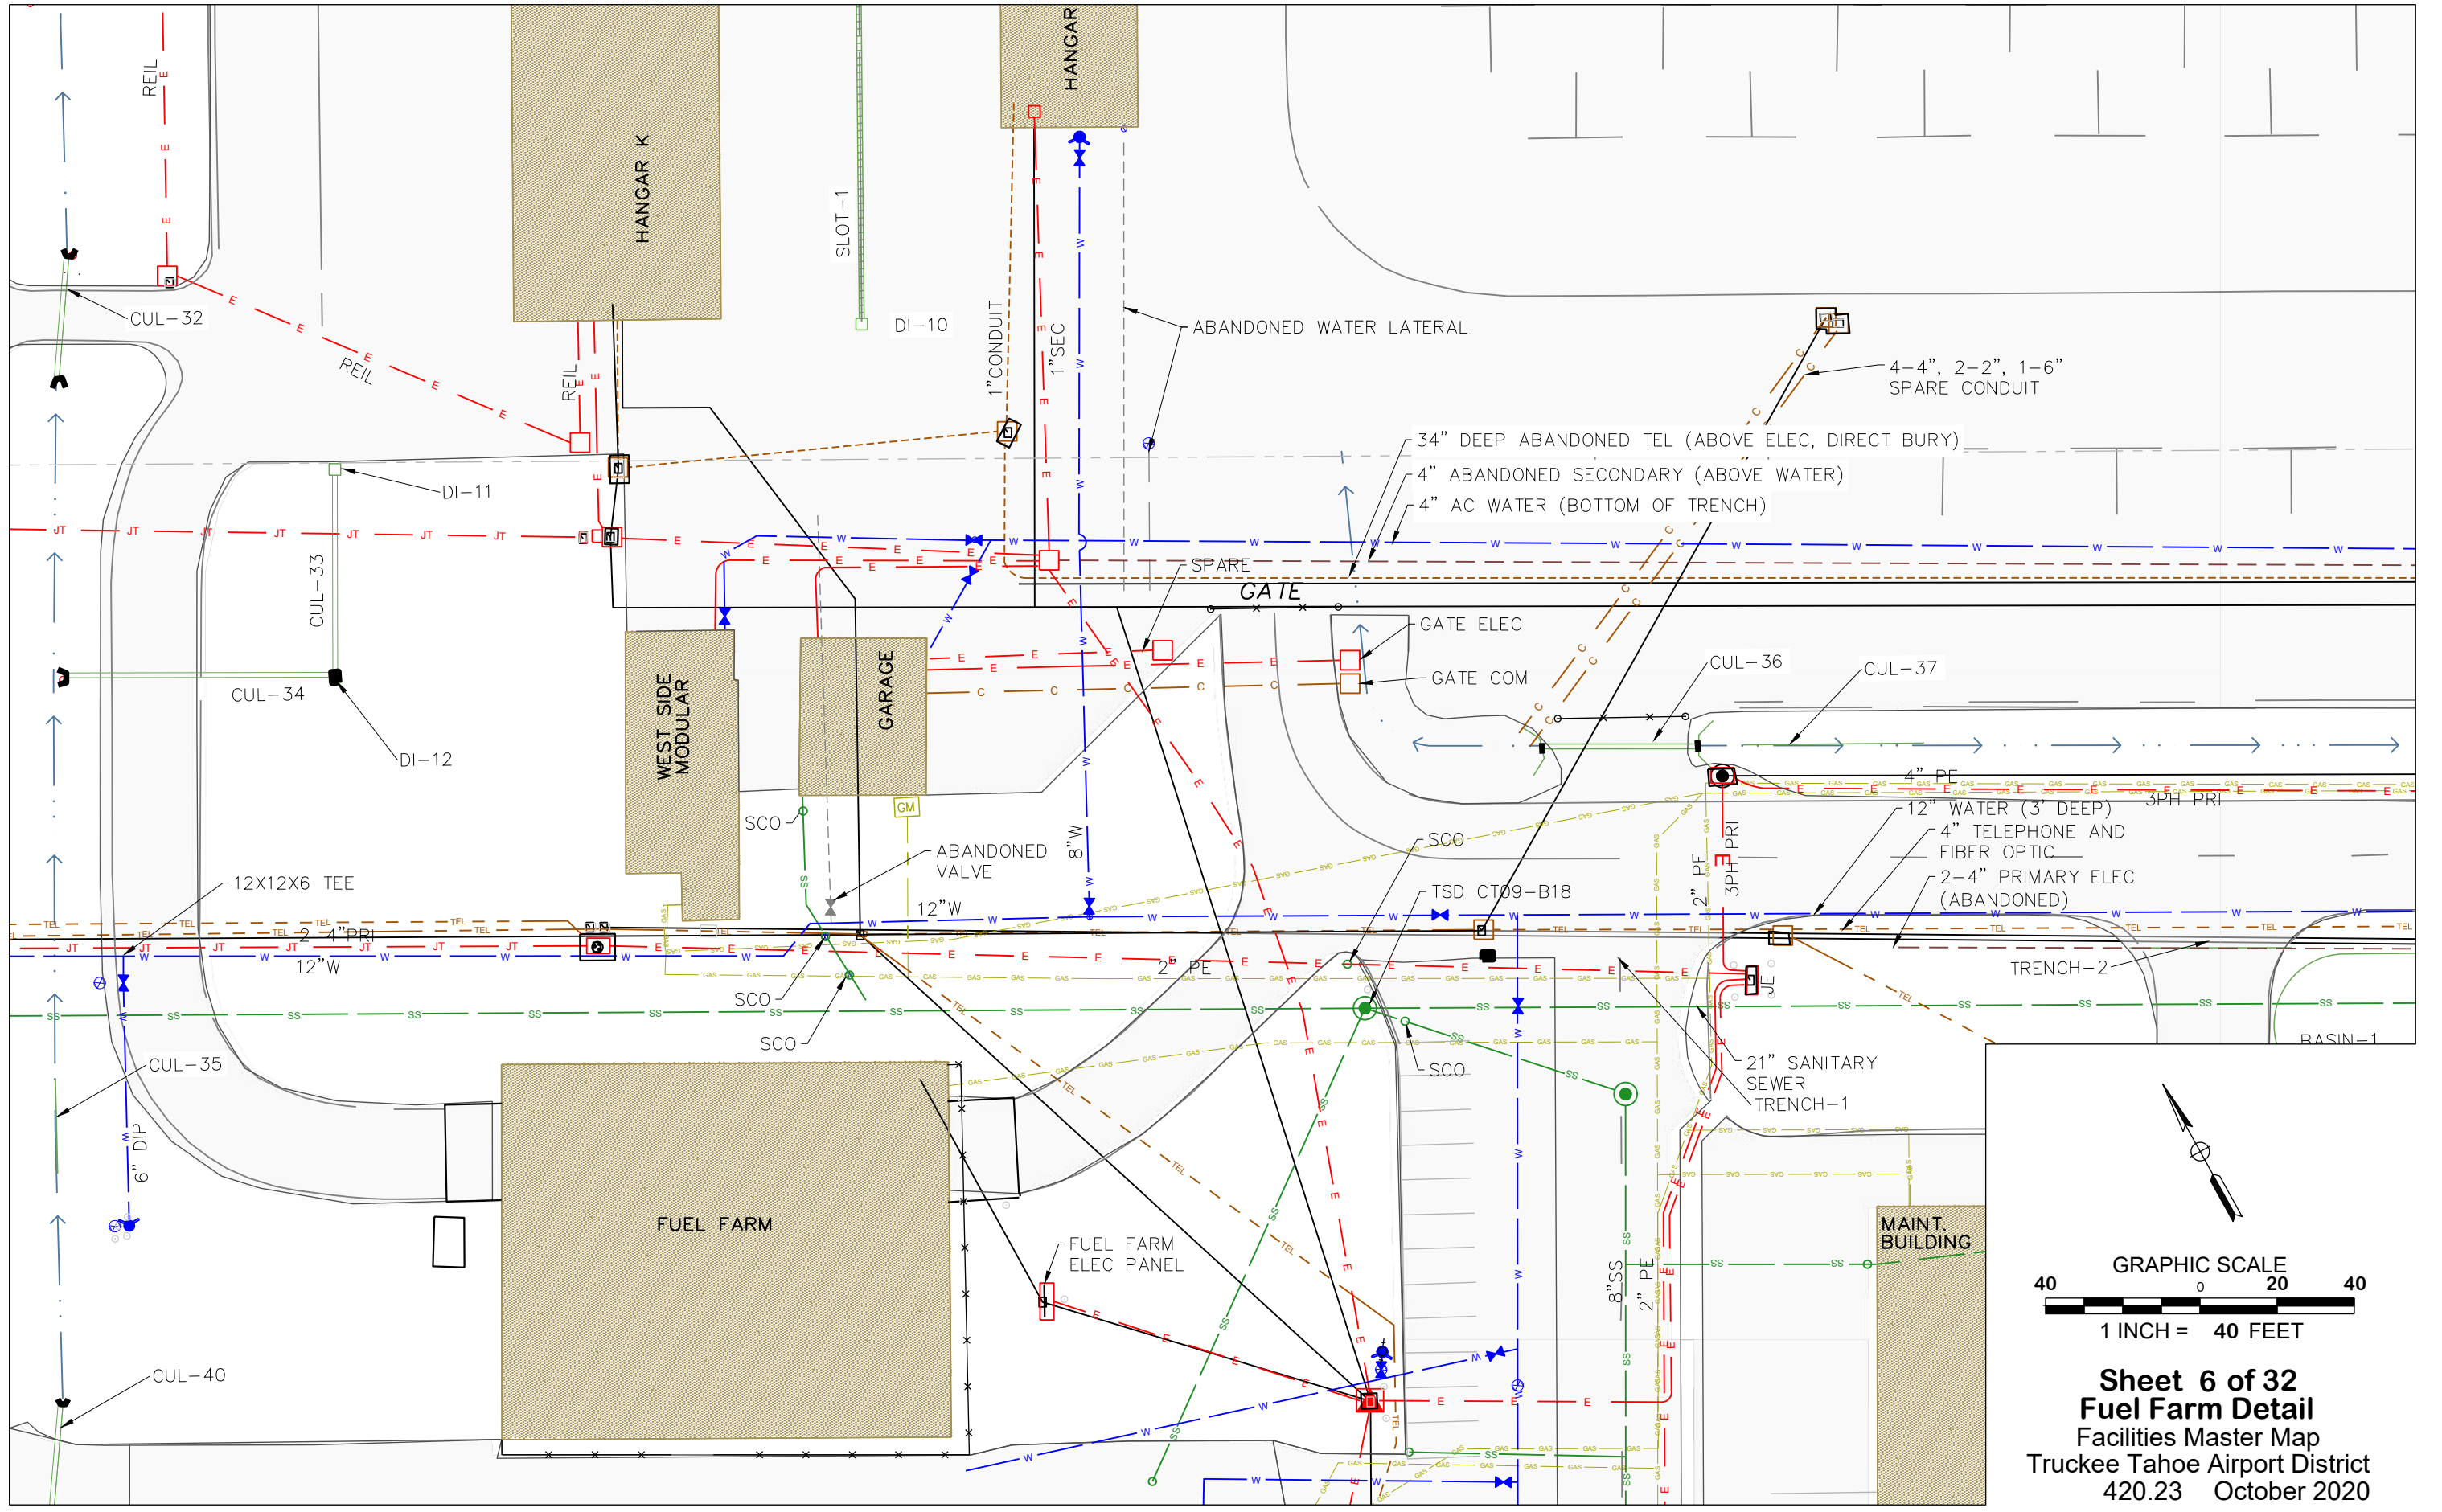 REIL
HANGAR K
SLOT-1
HANGAR
CUL-32
REIL
REIL
DI-10
1"CONDUIT
1"SEC
ABANDONED WATER LATERAL
4-4", 2-2", 1-6"
SPARE CONDUIT
34" DEEP ABANDONED TEL (ABOVE ELEC, DIRECT BURY)
4" ABANDONED SECONDARY (ABOVE WATER)
4" AC WATER (BOTTOM OF TRENCH)
DI-11
CUL-33
SPARE
GATE
GATE ELEC
GATE COM
CUL-36
CUL-37
CUL-34
DI-12
WEST SIDE
MODULAR
GARAGE
GM
SCO
ABANDONED
VALVE
8"W
SCO
TSD CT09-B18
4" PE
3PH PRI
12" WATER (3' DEEP)
4" TELEPHONE AND
FIBER OPTIC
2-4" PRIMARY ELEC
(ABANDONED)
2" PE
3PH PRI
12X12X6 TEE
2-4"PRI
12"W
12"W
2" PE
TRENCH-2
JE
SCO
SCO
SCO
21" SANITARY
SEWER
TRENCH-1
BASIN-1
CUL-35
6" DIP
FUEL FARM
FUEL FARM
ELEC PANEL
8"SS
2" PE
MAINT.
BUILDING
CUL-40
GRAPHIC SCALE
40 0 20 40
1 INCH = 40 FEET
Sheet 6 of 32
Fuel Farm Detail
Facilities Master Map
Truckee Tahoe Airport District
420.23 October 2020